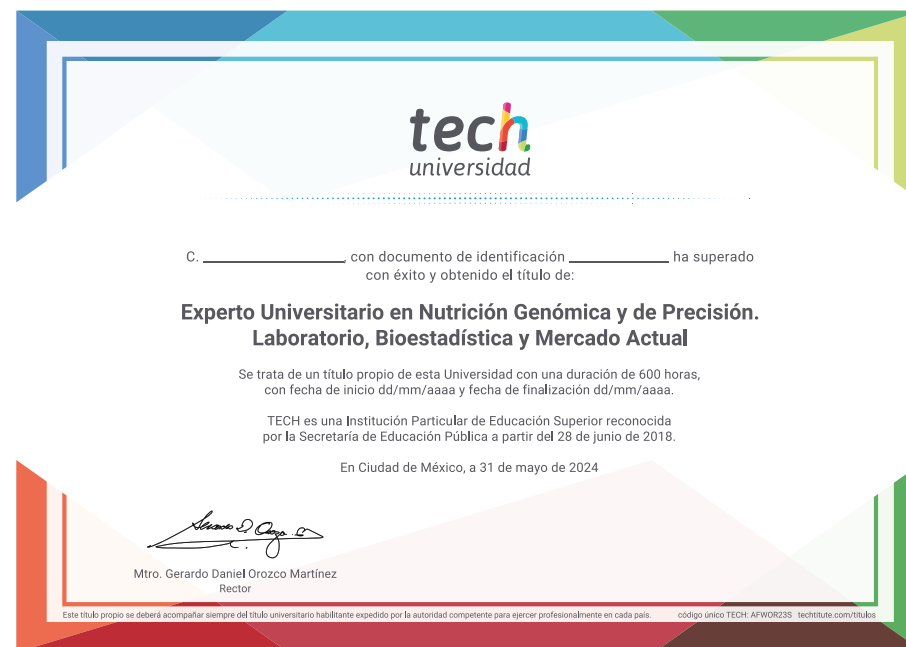 tech
universidad
C. ____________, con documento de identificación ____________ ha superado
con éxito y obtenido el título de:
Experto Universitario en Nutrición Genómica y de Precisión.
Laboratorio, Bioestadística y Mercado Actual
Se trata de un título propio de esta Universidad con una duración de 600 horas,
con fecha de inicio dd/mm/aaaa y fecha de finalización dd/mm/aaaa.
TECH es una Institución Particular de Educación Superior reconocida
por la Secretaría de Educación Pública a partir del 28 de junio de 2018.
En Ciudad de México, a 31 de mayo de 2024
Mtro. Gerardo Daniel Orozco Martínez
Rector
Este título propio se deberá acompañar siempre del título universitario habilitante expedido por la autoridad competente para ejercer profesionalmente en cada país. código único TECH: AFWOR23S techtitute.com/titulos